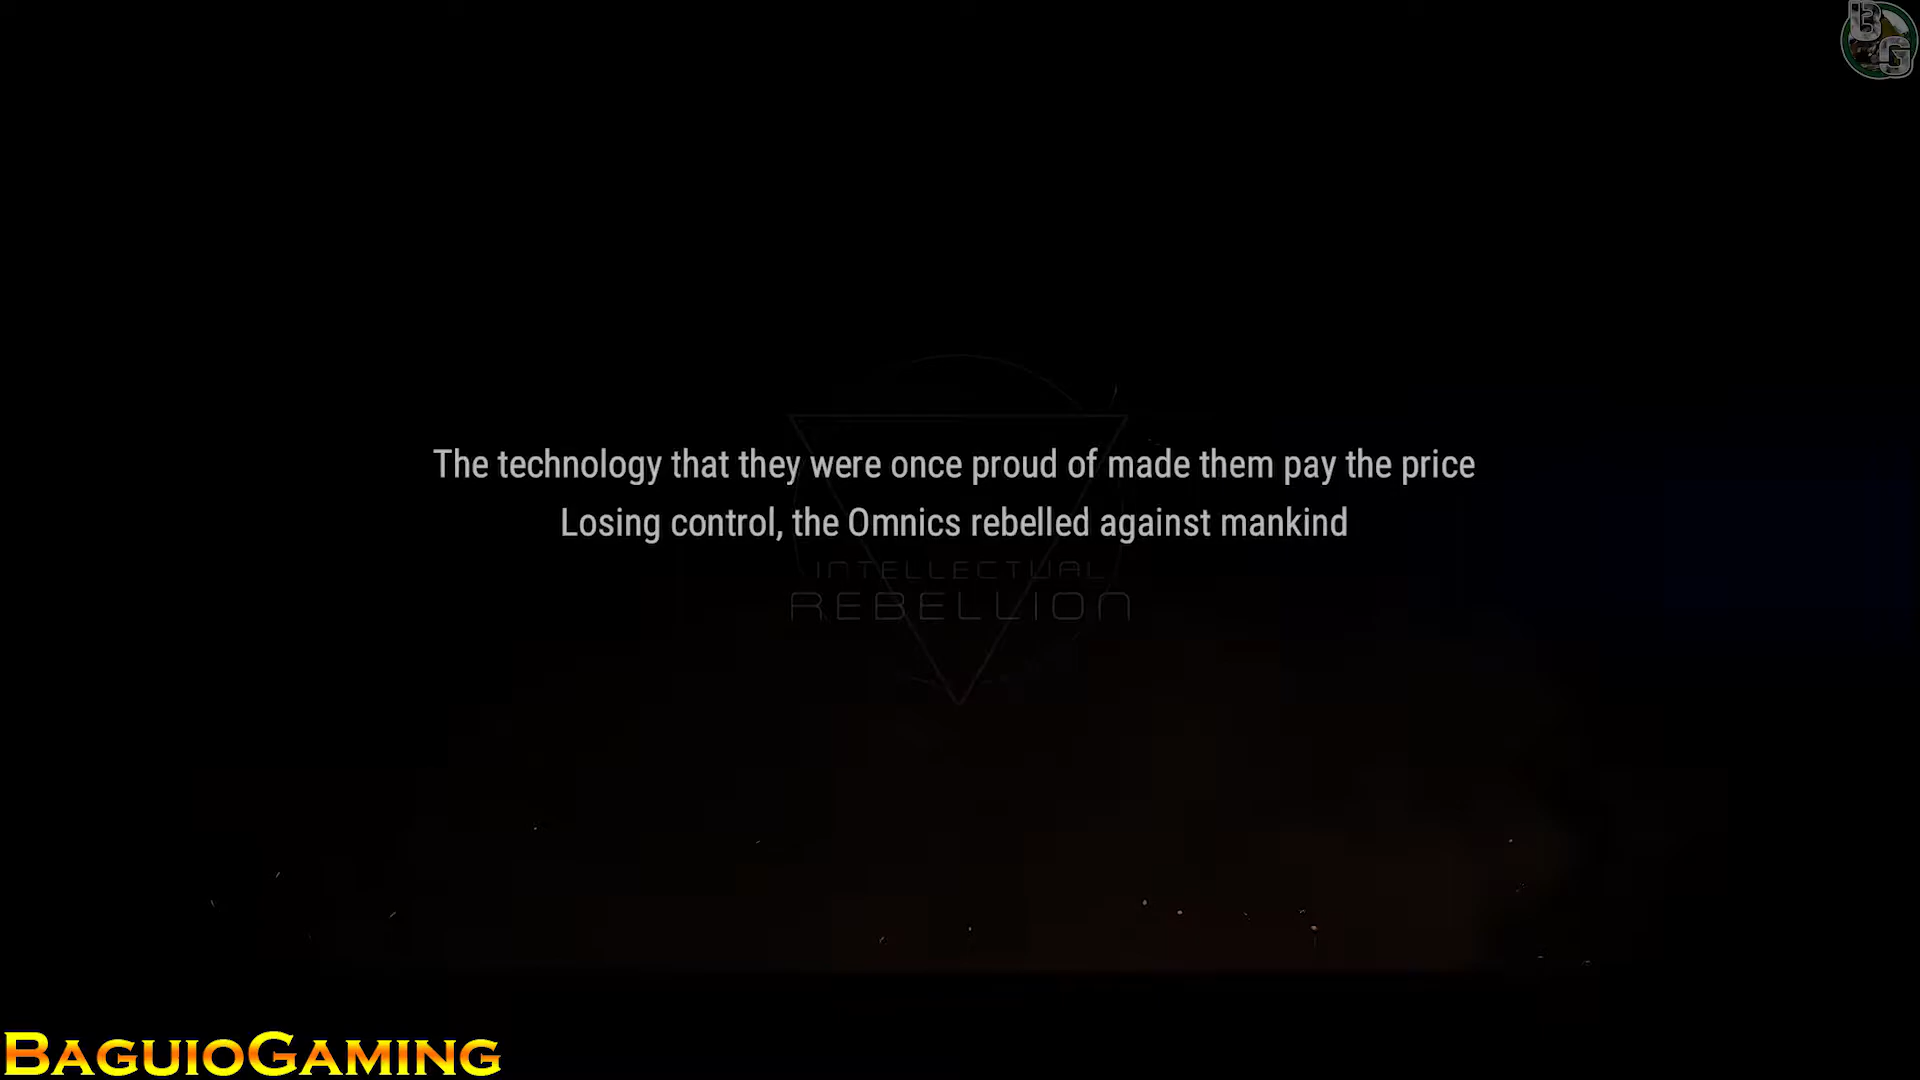 BG
The technology that they were once proud of made them pay the price
Losing control, the Omnics rebelled against mankind
INTELLECTUAL
REBELLION
BAGUIOGAMING